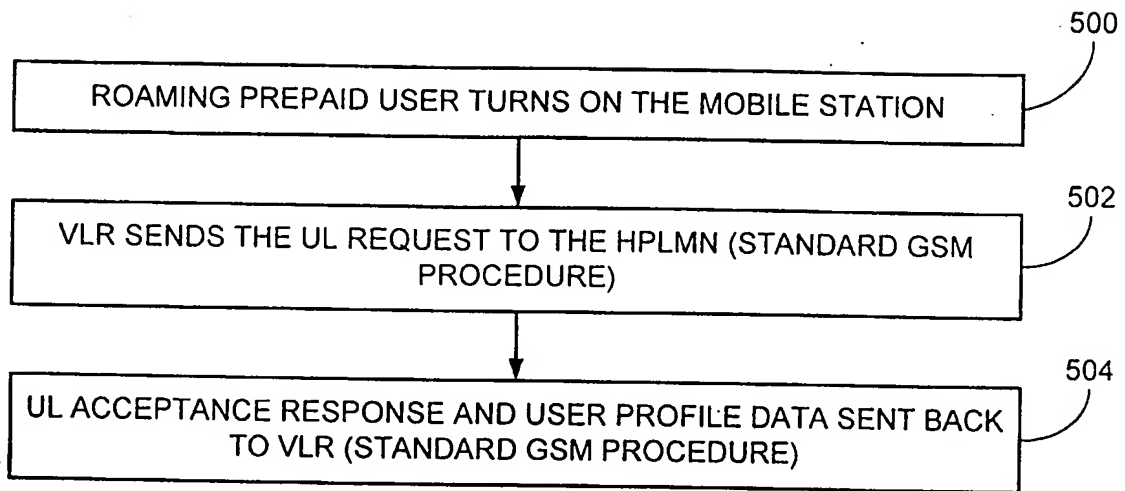 500
ROAMING PREPAID USER TURNS ON THE MOBILE STATION
502
VLR SENDS THE UL REQUEST TO THE HPLMN (STANDARD GSM
PROCEDURE)
504
UL ACCEPTANCE RESPONSE AND USER PROFILE DATA SENT BACK
TO VLR (STANDARD GSM PROCEDURE)